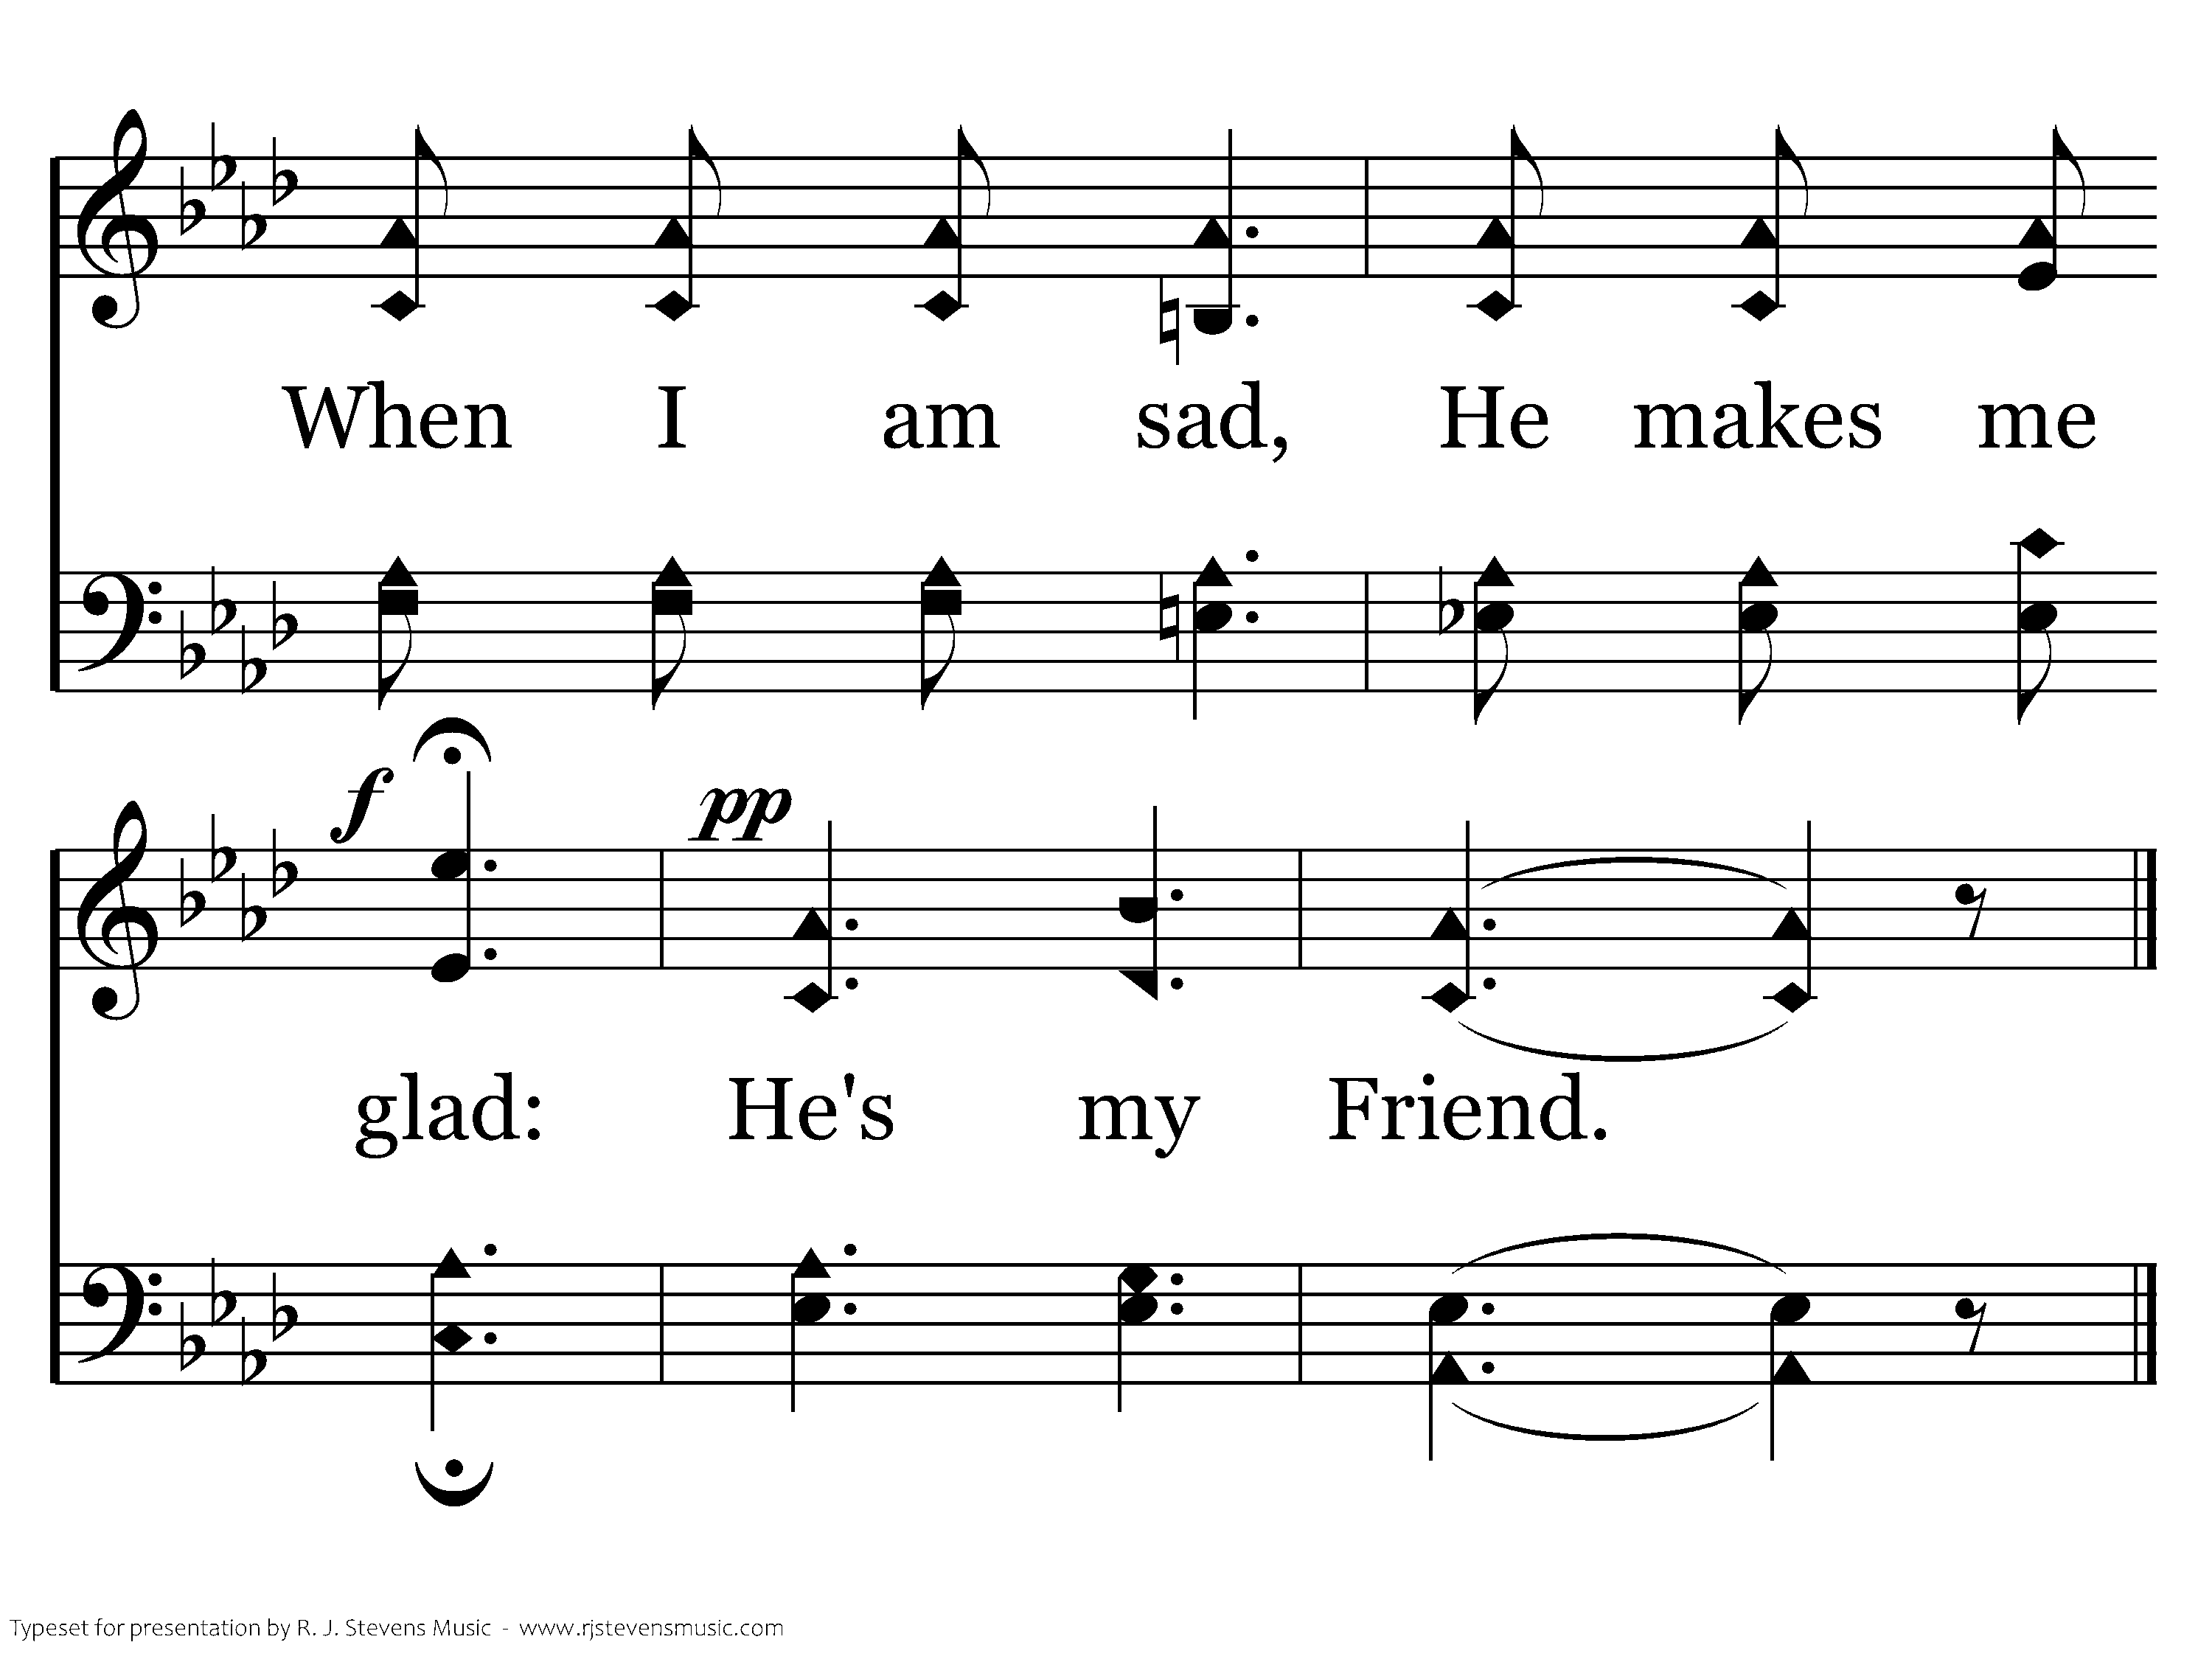 When I am sad, He makes me
f pp
glad: He's my Friend.
Typeset for presentation by R. J. Stevens Music - www.rjstevensmusic.com